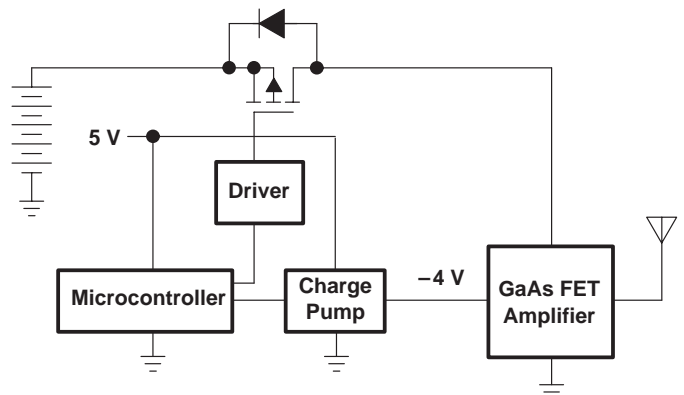 5 V
Driver
Microcontroller
Charge
Pump
–4 V
GaAs FET
Amplifier